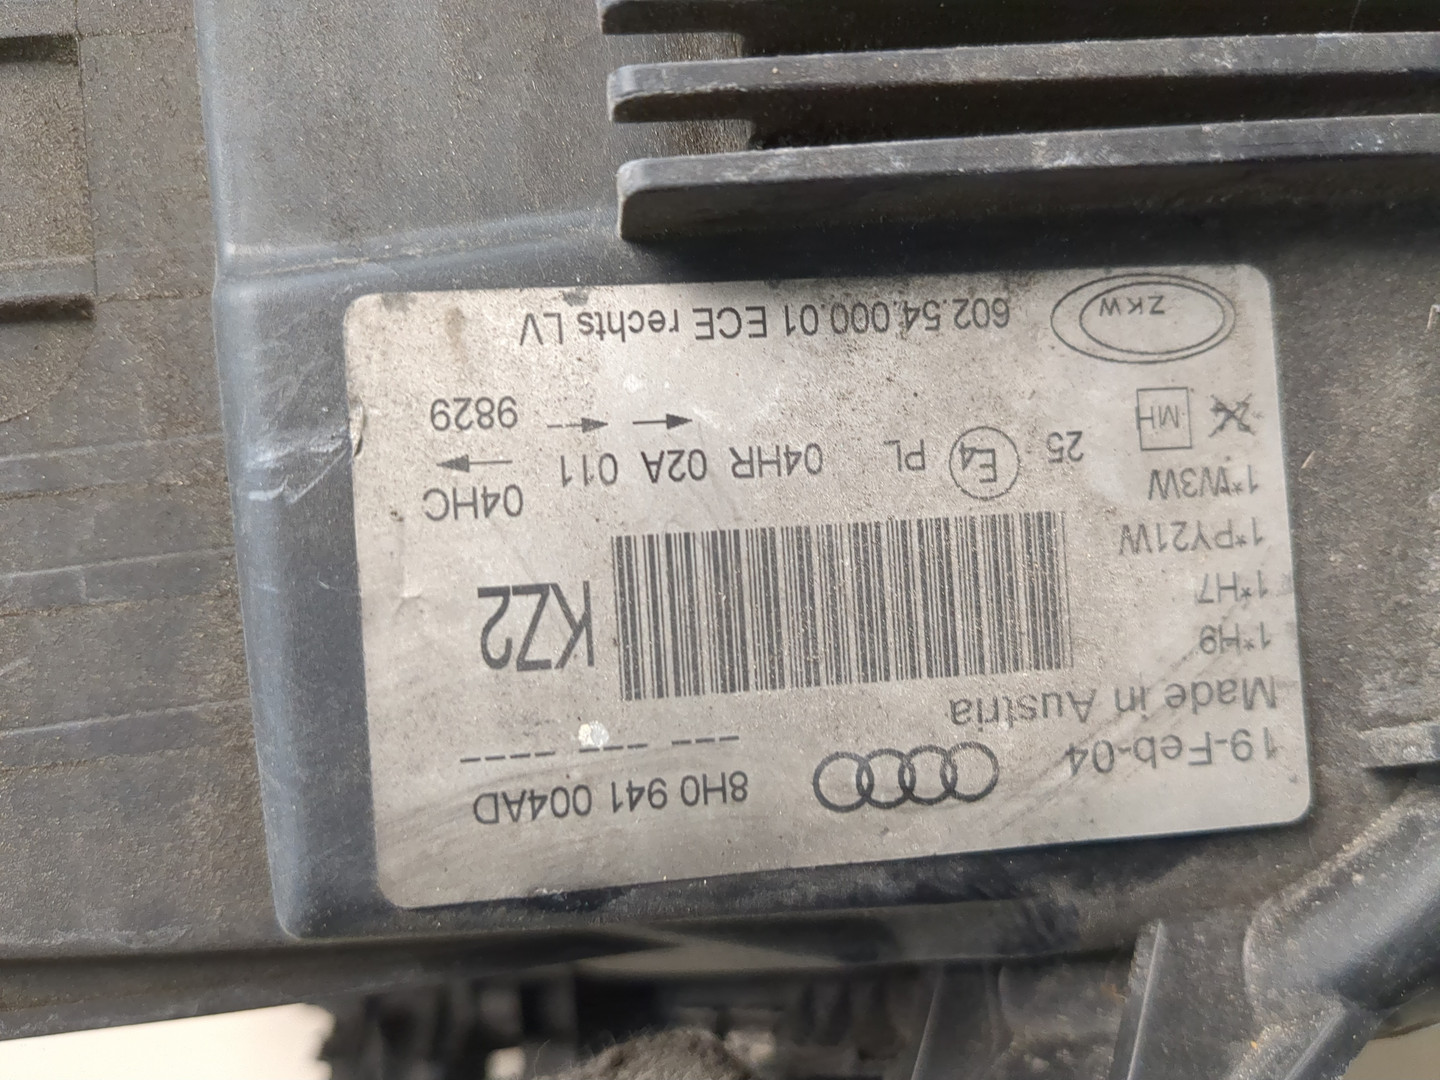 19-Feb-04
8H0 941 004AD
Made in Austria
1*H9
1*H7
1*PY21W
1*W3W
KZ2
04HC
25 E4 PL 04HR 02A 011
9829
MH
ZKW
602.54.000.01 ECE rechts LV